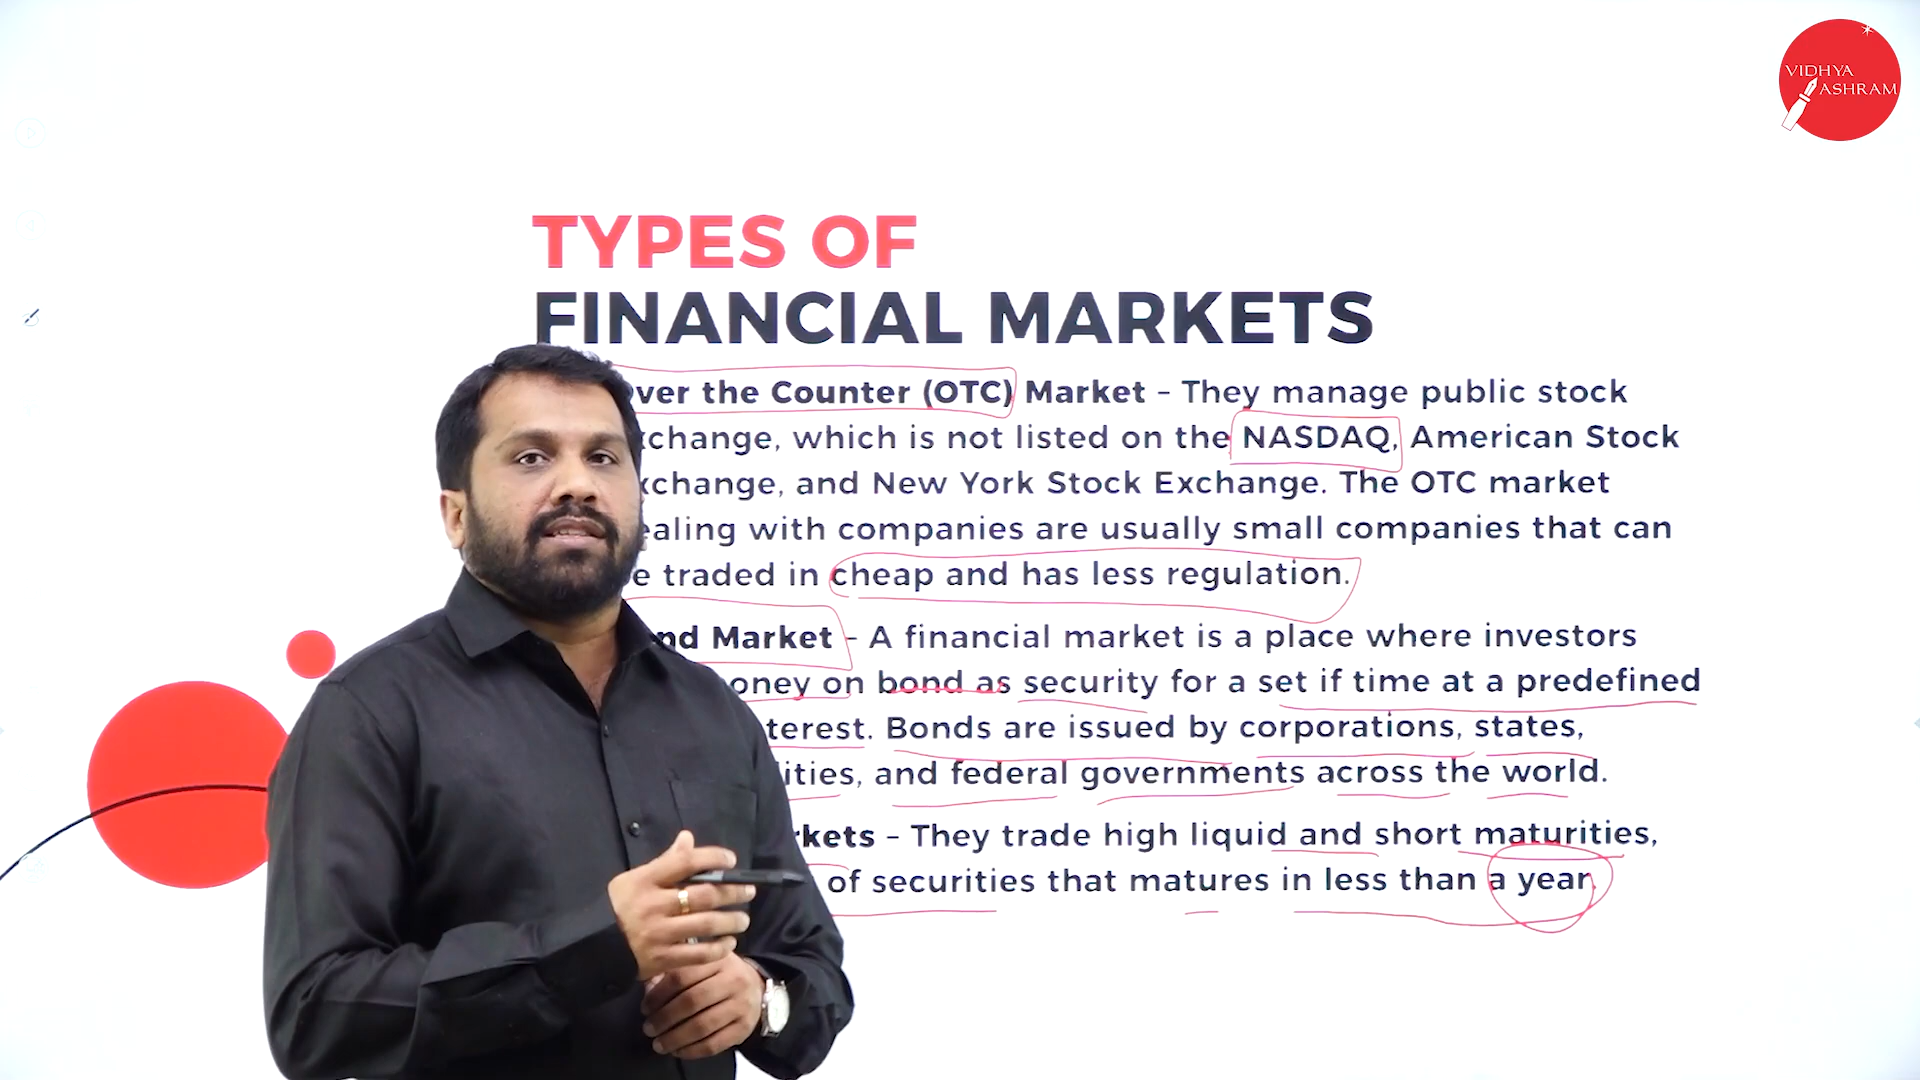 VIDHYA
ASHRAM
TYPES OF
FINANCIAL MARKETS
Over the Counter (OTC) Market - They manage public stock
xchange, which is not listed on the NASDAQ, American Stock
xchange, and New York Stock Exchange. The OTC market
ealing with companies are usually small companies that can
e traded in cheap and has less regulation.
nd Market - A financial market is a place where investors
oney on bond as security for a set if time at a predefined
terest. Bonds are issued by corporations, states,
lities, and federal governments across the world.
rkets - They trade high liquid and short maturities,
of securities that matures in less than a year.